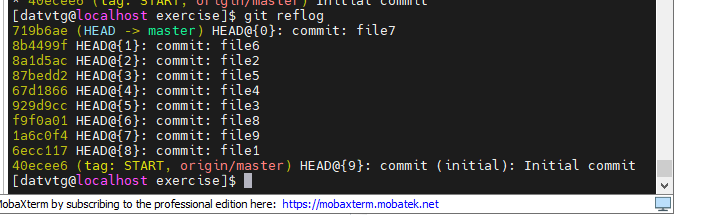 * 40ecee6 (tag: START, origin/master) Initial commit
[datvtg@localhost exercise]$ git reflog
719b6ae (HEAD -> master) HEAD@{0}: commit: file7
8b4499f HEAD@{1}: commit: file6
8a1d5ac HEAD@{2}: commit: file2
87bedd2 HEAD@{3}: commit: file5
67d1866 HEAD@{4}: commit: file4
929d9cc HEAD@{5}: commit: file3
f9f0a01 HEAD@{6}: commit: file8
1a6c0f4 HEAD@{7}: commit: file9
6ecc117 HEAD@{8}: commit: file1
40ecee6 (tag: START, origin/master) HEAD@{9}: commit (initial): Initial commit
[datvtg@localhost exercise]$
MobaXterm by subscribing to the professional edition here: https://mobaxterm.mobatek.net